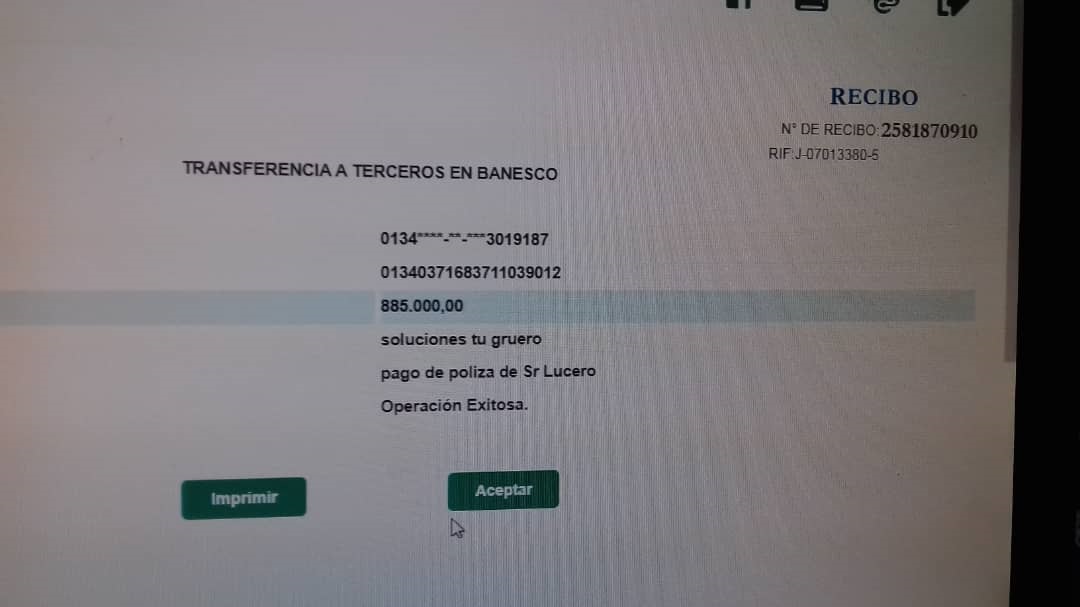 RECIBO
N° DE RECIBO:2581870910
RIF:J-07013380-5
TRANSFERENCIA A TERCEROS EN BANESCO
0134****-**-***3019187
01340371683711039012
885.000,00
soluciones tu gruero
pago de poliza de Sr Lucero
Operación Exitosa.
Imprimir
Aceptar